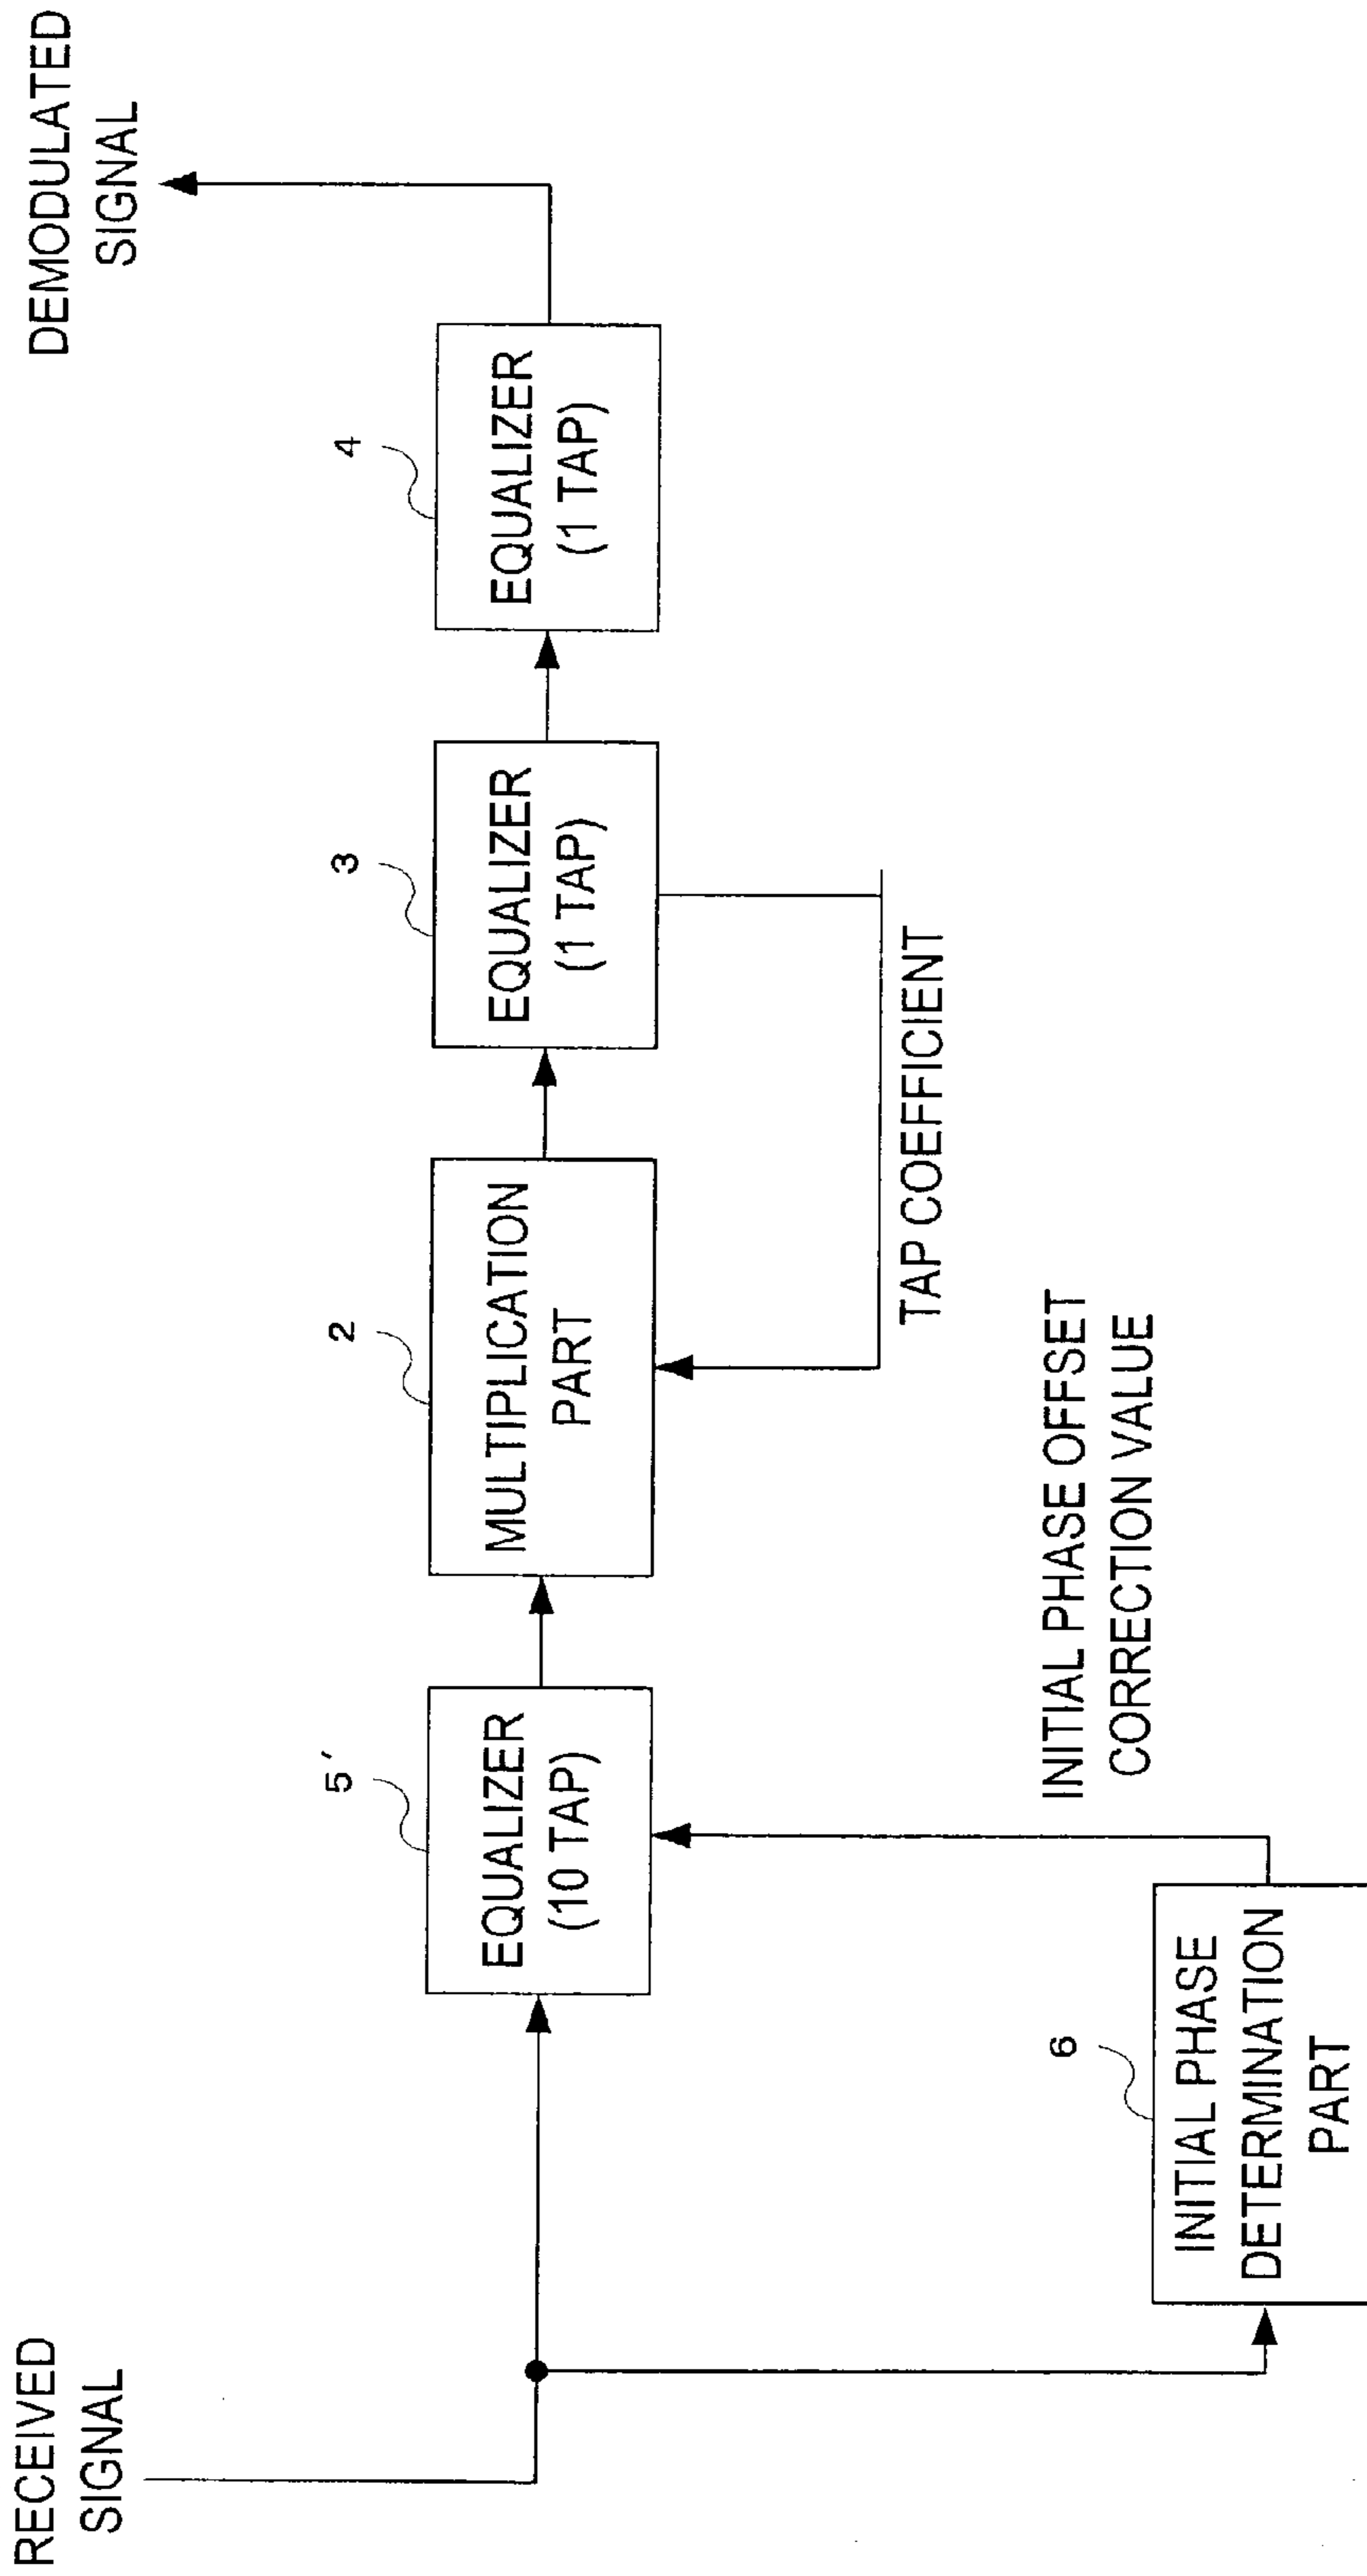 RECEIVED
SIGNAL
5′
EQUALIZER
(10 TAP)
2
MULTIPLICATION
PART
3
EQUALIZER
(1 TAP)
4
EQUALIZER
(1 TAP)
DEMODULATED
SIGNAL
TAP COEFFICIENT
INITIAL PHASE OFFSET
CORRECTION VALUE
6
INITIAL PHASE
DETERMINATION
PART